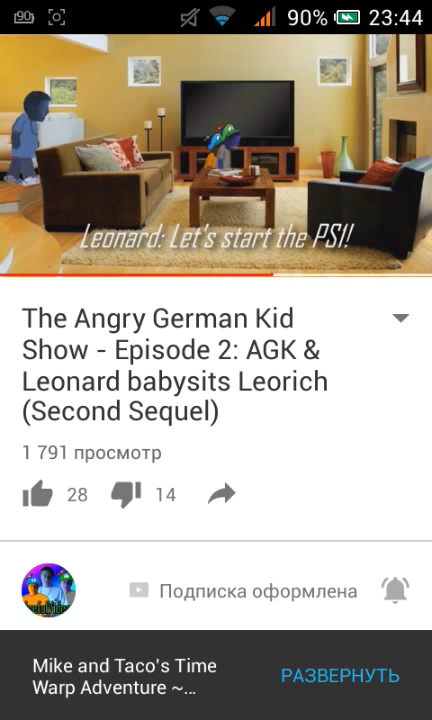 90%
23:44
Leonard: Let's start the PS1!
The Angry German Kid
Show - Episode 2: AGK &
Leonard babysits Leorich
(Second Sequel)
1 791 просмотр
28
14
Подписка оформлена
Mike and Taco's Time
Warp Adventure ~...
РАЗВЕРНУТЬ